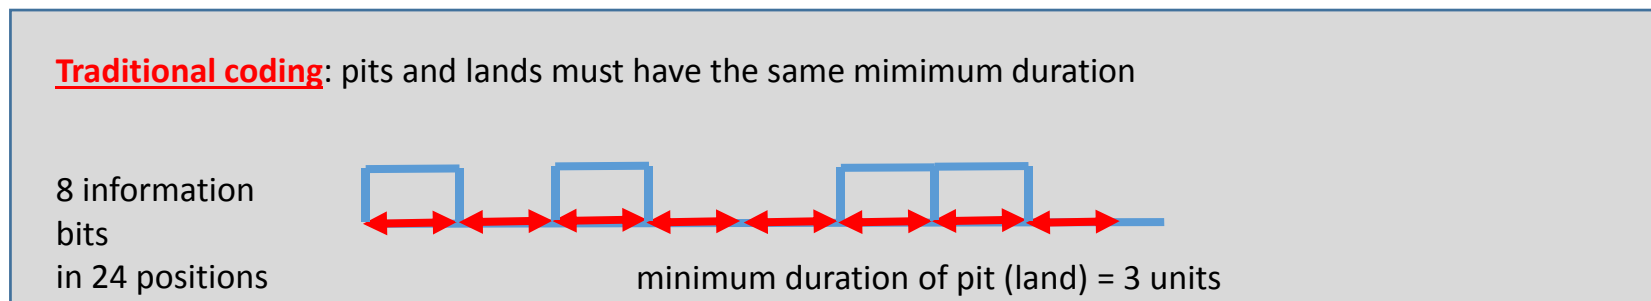 Traditional coding: pits and lands must have the same mimimum duration
8 information
bits
in 24 positions
minimum duration of pit (land) = 3 units